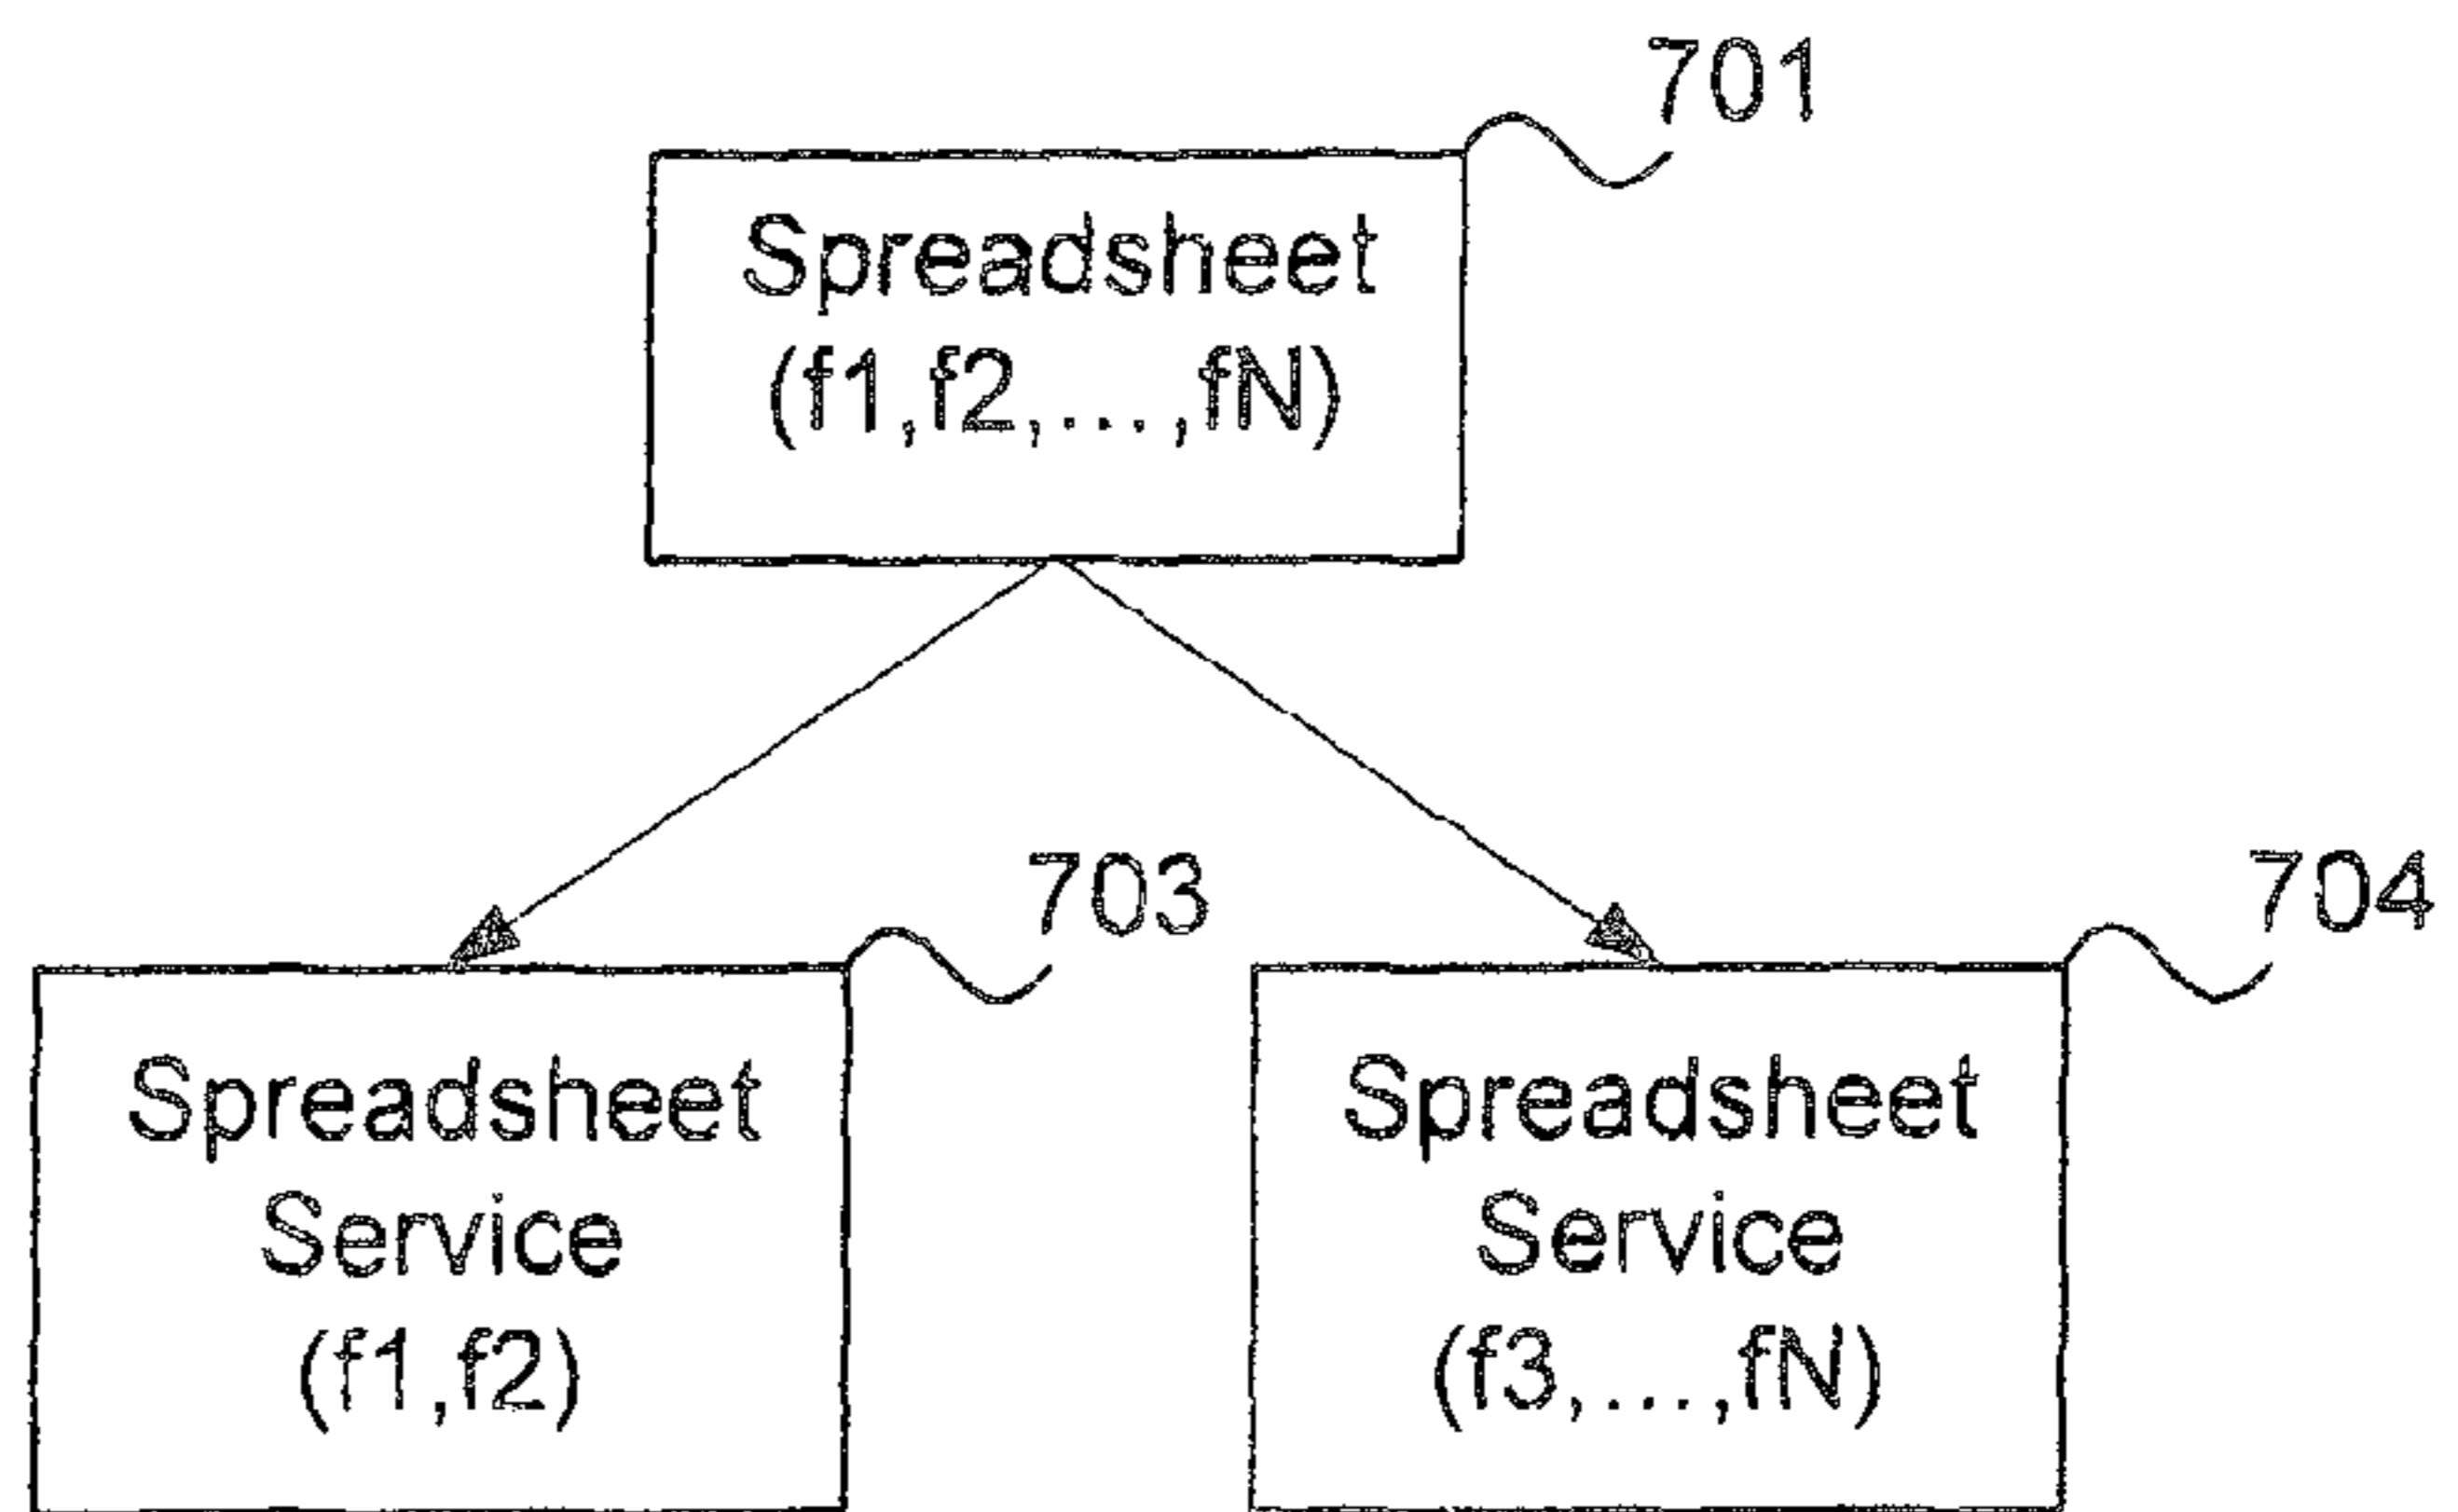 701
Spreadsheet
(f1,f2,...,fN)
703
704
Spreadsheet
Service
(f1,f2)
Spreadsheet
Service
(f3,...,fN)